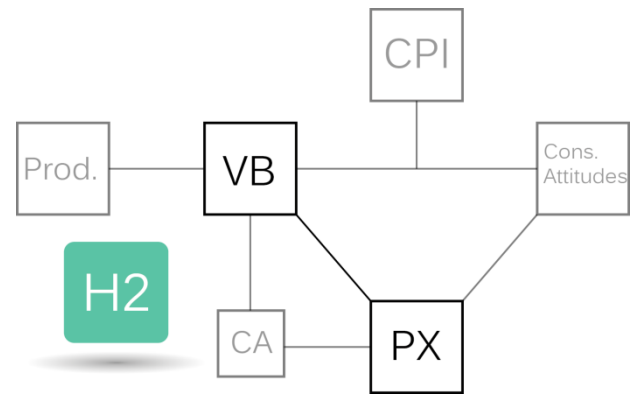 CPI
Prod.
VB
Cons.
Attitudes
H2
CA
PX